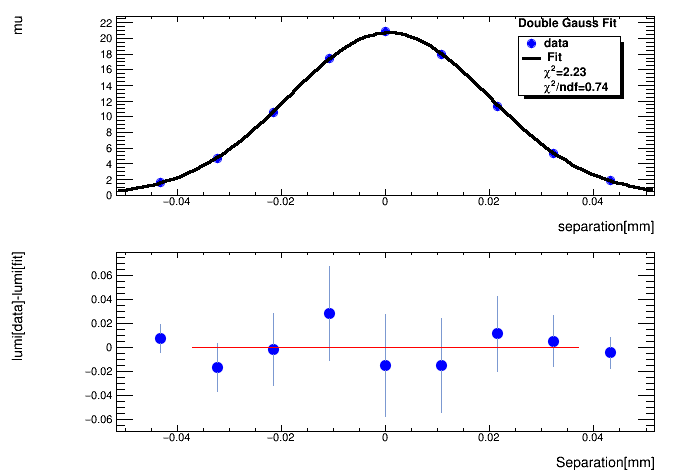 mu
Double Gauss Fit
data
Fit
χ²=2.23
χ²/ndf=0.74
22
20
18
16
14
12
10
8
6
4
2
0
−0.04 −0.02 0 0.02 0.04
separation[mm]
lumi[data]-lumi[fit]
0.06
0.04
0.02
0
−0.02
−0.04
−0.06
−0.04 −0.02 0 0.02 0.04
Separation[mm]